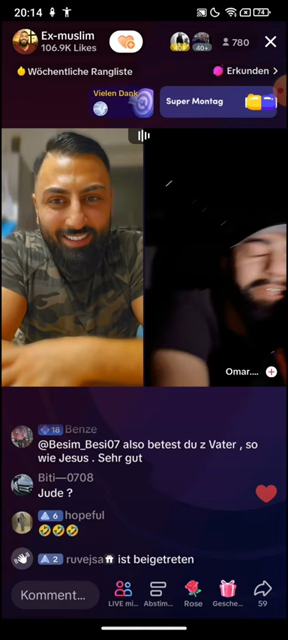 20:14
74
Ex-muslim
106.9K Likes
40+
780
Wöchentliche Rangliste
Erkunden >
Vielen Dank
Super Montag
Omar....
18 Benze
@Besim_Besi07 also betest du z Vater , so
wie Jesus . Sehr gut
Biti—0708
Jude ?
6 hopeful
🤣🤣🤣
2 ruvejsa ist beigetreten
Komment...
LIVE mi...
Abstim...
Rose
Gesche...
59